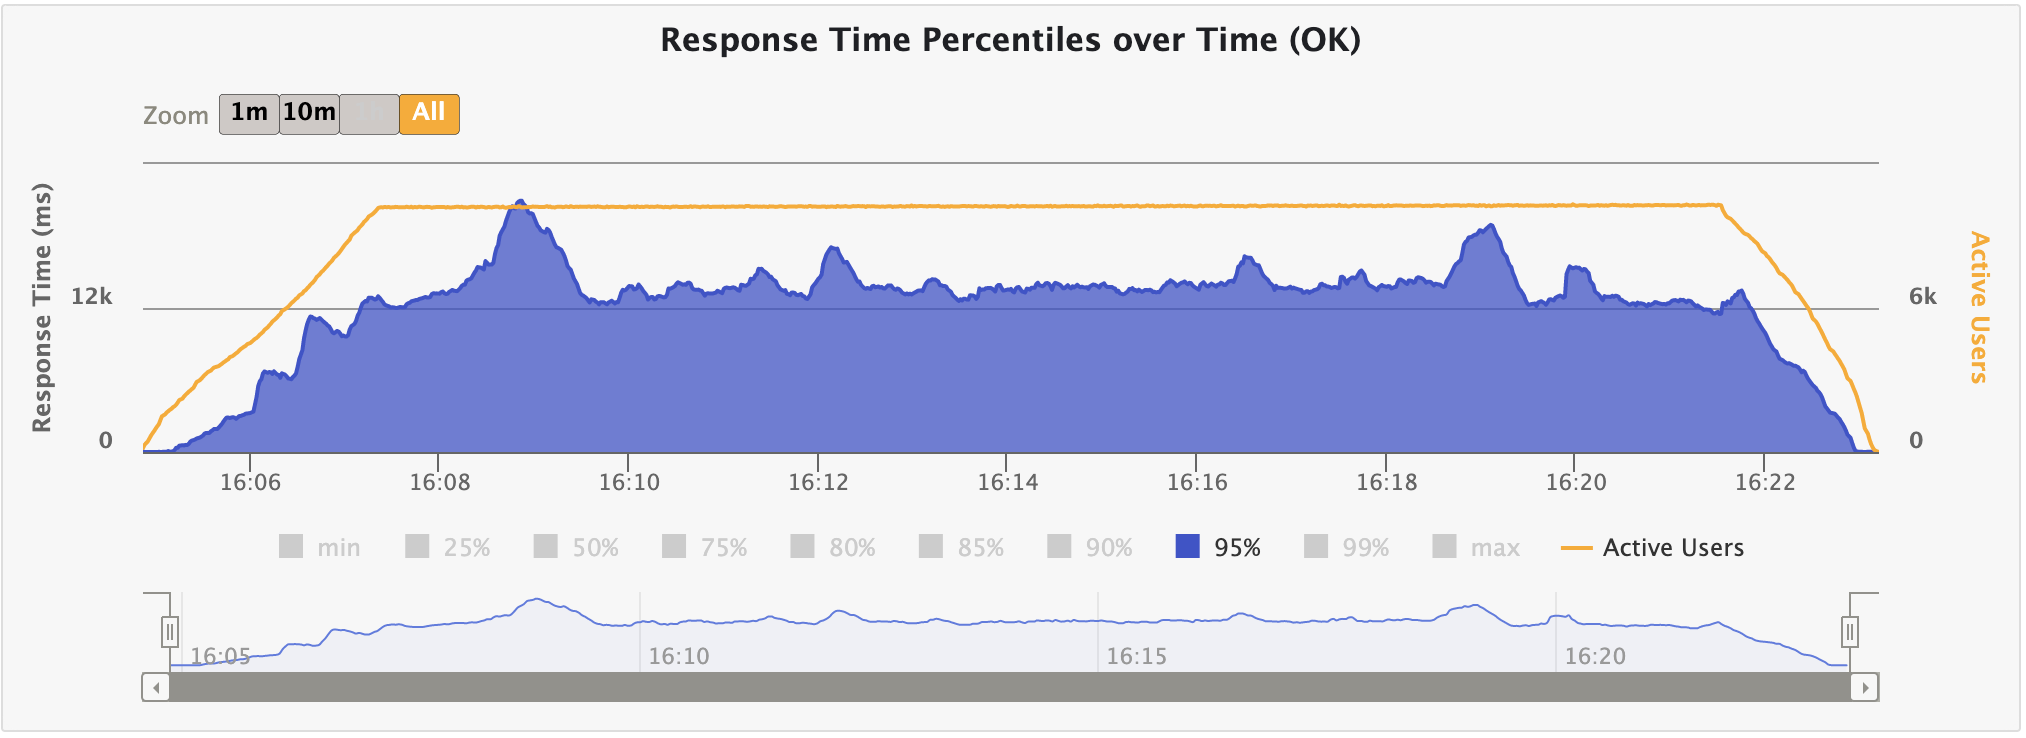 Response Time Percentiles over Time (OK)
Zoom 1m 10m All
Response Time (ms)
12k
0
Active Users
6k
0
16:06 16:08 16:10 16:12 16:14 16:16 16:18 16:20 16:22
min 25% 50% 75% 80% 85% 90% 95% 99% max Active Users
16:05 16:10 16:15 16:20